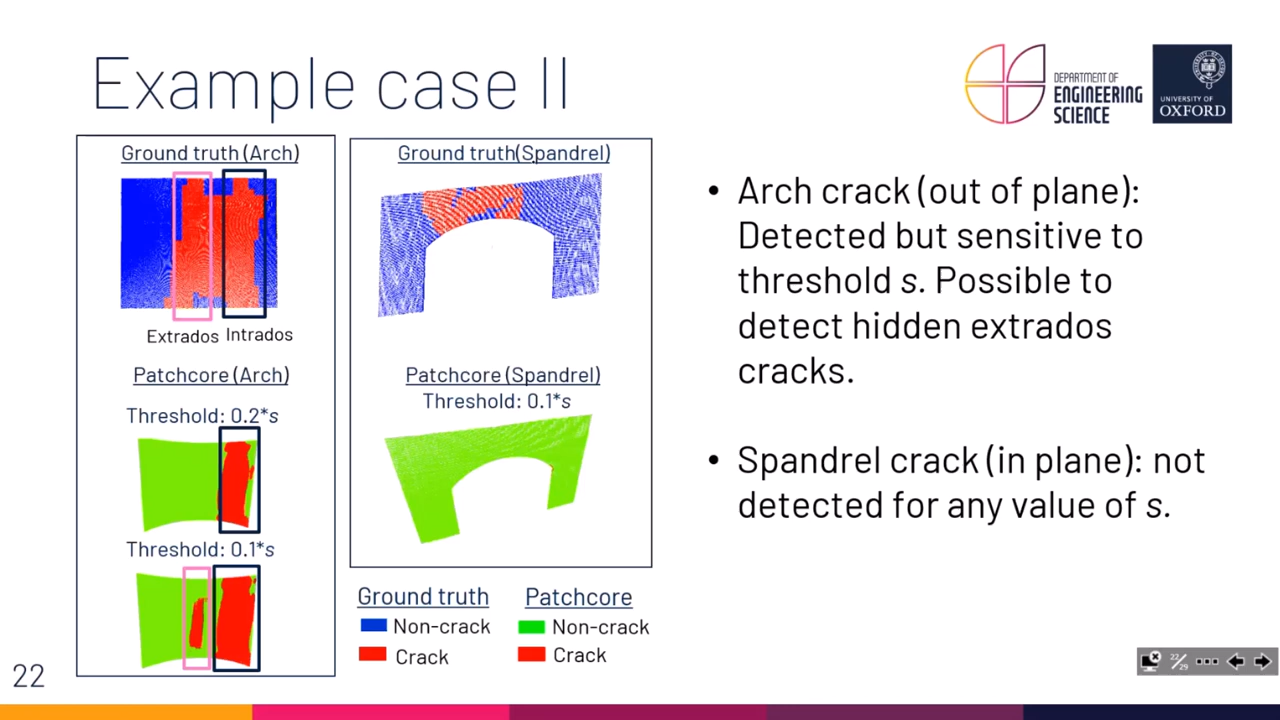 Example case II
DEPARTMENT OF
ENGINEERING
SCIENCE
UNIVERSITY OF
OXFORD
Ground truth (Arch)
Extrados Intrados
Patchcore (Arch)
Threshold: 0.2*s
Threshold: 0.1*s
Ground truth(Spandrel)
Patchcore (Spandrel)
Threshold: 0.1*s
Ground truth Patchcore
Non-crack Non-crack
Crack Crack
• Arch crack (out of plane):
Detected but sensitive to
threshold s. Possible to
detect hidden extrados
cracks.
• Spandrel crack (in plane): not
detected for any value of s.
22
22/29